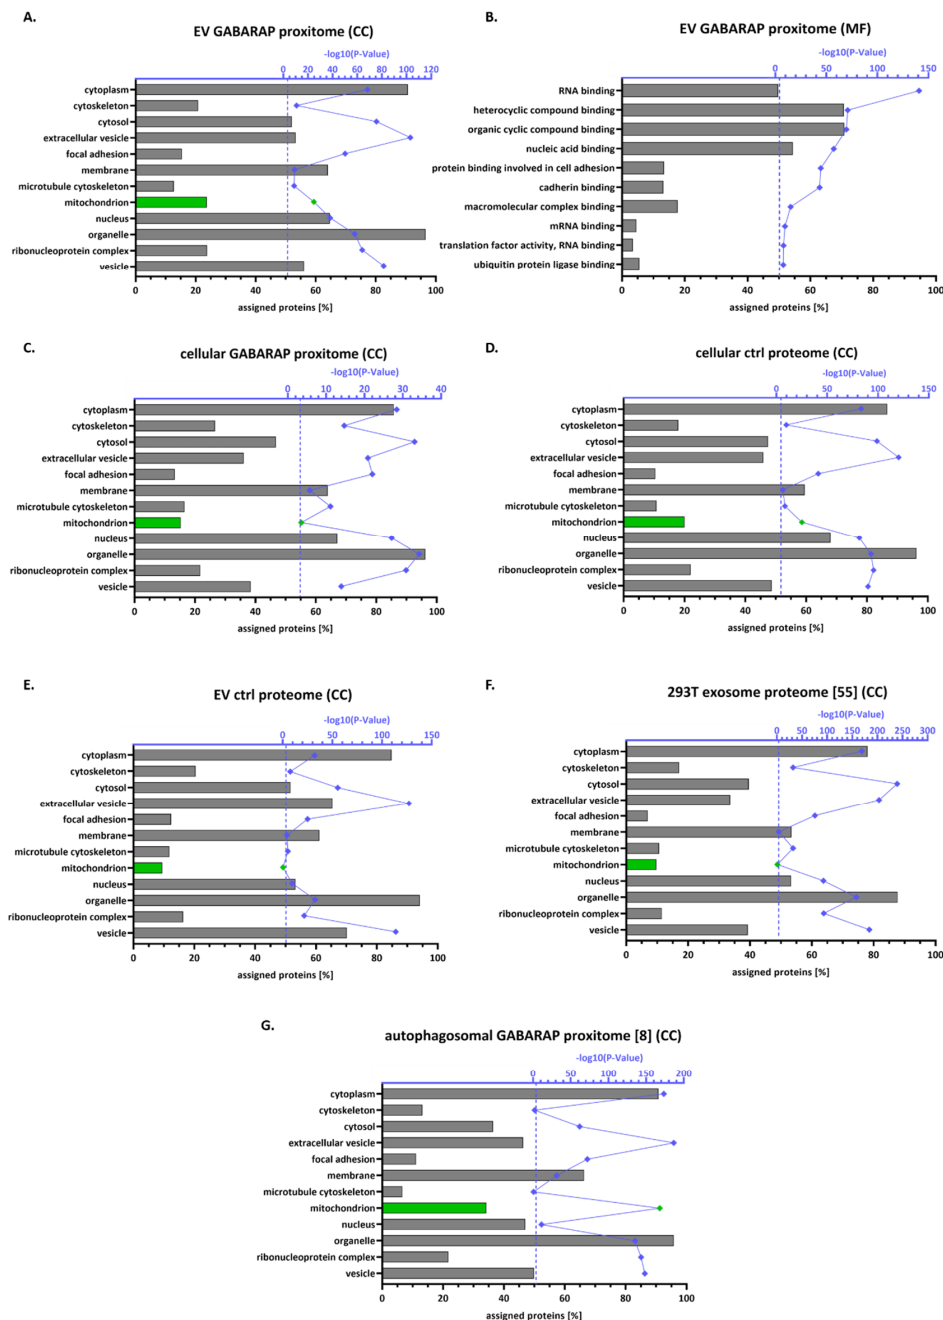 A.
EV GABARAP proxitome (CC)
-log10(P-Value)
0 20 40 60 80 100 120
cytoplasm
cytoskeleton
cytosol
extracellular vesicle
focal adhesion
membrane
microtubule cytoskeleton
mitochondrion
nucleus
organelle
ribonucleoprotein complex
vesicle
0 20 40 60 80 100
assigned proteins [%]
B.
EV GABARAP proxitome (MF)
-log10(P-Value)
0 50 100 150
RNA binding
heterocyclic compound binding
organic cyclic compound binding
nucleic acid binding
protein binding involved in cell adhesion
cadherin binding
macromolecular complex binding
mRNA binding
translation factor activity, RNA binding
ubiquitin protein ligase binding
0 20 40 60 80 100
assigned proteins [%]
C.
cellular GABARAP proxitome (CC)
-log10(P-Value)
0 10 20 30 40
cytoplasm
cytoskeleton
cytosol
extracellular vesicle
focal adhesion
membrane
microtubule cytoskeleton
mitochondrion
nucleus
organelle
ribonucleoprotein complex
vesicle
0 20 40 60 80 100
assigned proteins [%]
D.
cellular ctrl proteome (CC)
-log10(P-Value)
0 50 100 150
cytoplasm
cytoskeleton
cytosol
extracellular vesicle
focal adhesion
membrane
microtubule cytoskeleton
mitochondrion
nucleus
organelle
ribonucleoprotein complex
vesicle
0 20 40 60 80 100
assigned proteins [%]
E.
EV ctrl proteome (CC)
-log10(P-Value)
0 50 100 150
cytoplasm
cytoskeleton
cytosol
extracellular vesicle
focal adhesion
membrane
microtubule cytoskeleton
mitochondrion
nucleus
organelle
ribonucleoprotein complex
vesicle
0 20 40 60 80 100
assigned proteins [%]
F.
293T exosome proteome [55] (CC)
-log10(P-Value)
0 50 100 150 200 250 300
cytoplasm
cytoskeleton
cytosol
extracellular vesicle
focal adhesion
membrane
microtubule cytoskeleton
mitochondrion
nucleus
organelle
ribonucleoprotein complex
vesicle
0 20 40 60 80 100
assigned proteins [%]
G.
autophagosomal GABARAP proxitome [8] (CC)
-log10(P-Value)
0 50 100 150 200
cytoplasm
cytoskeleton
cytosol
extracellular vesicle
focal adhesion
membrane
microtubule cytoskeleton
mitochondrion
nucleus
organelle
ribonucleoprotein complex
vesicle
0 20 40 60 80 100
assigned proteins [%]